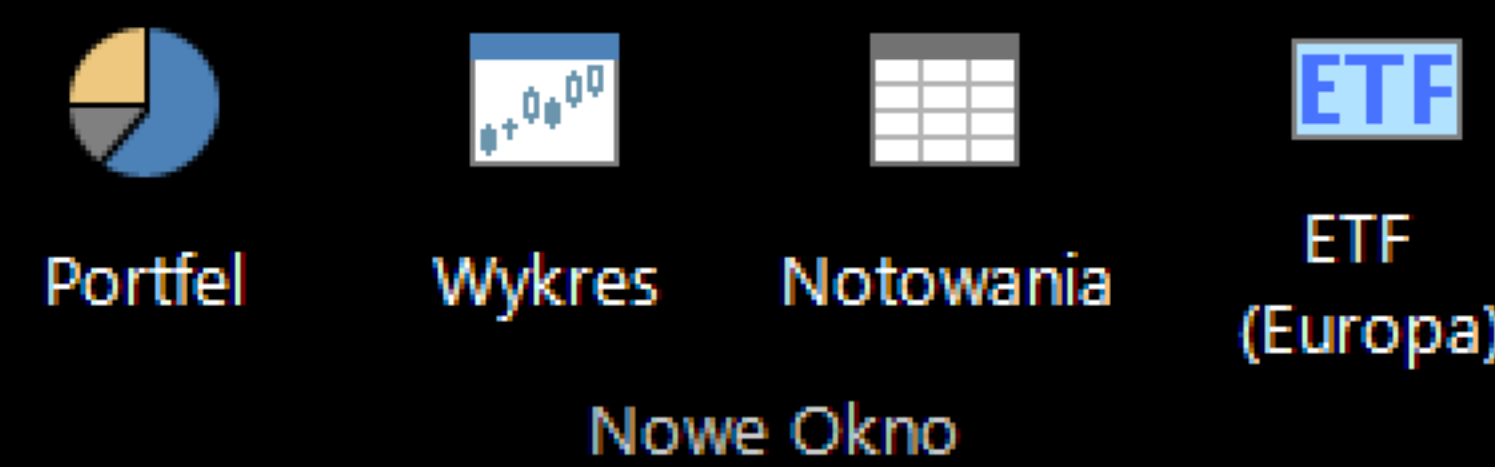 ETF
Portfel
Wykres
Notowania
ETF
(Europa)
Nowe Okno